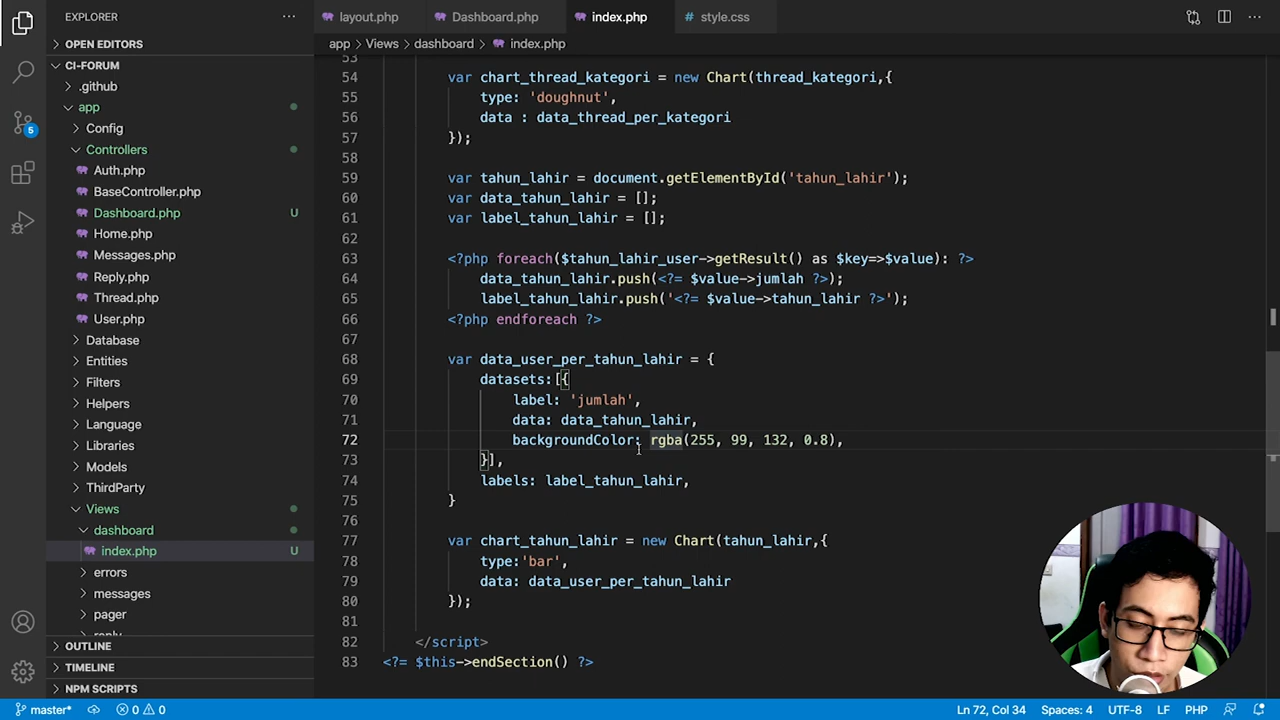 EXPLORER
layout.php
Dashboard.php
index.php
style.css
OPEN EDITORS
app > Views > dashboard > index.php
CI-FORUM
.github
app
Config
Controllers
Auth.php
BaseController.php
Dashboard.php U
Home.php
Messages.php
Reply.php
Thread.php
User.php
Database
Entities
Filters
Helpers
Language
Libraries
Models
ThirdParty
Views
dashboard
index.php U
errors
messages
pager
reply
OUTLINE
TIMELINE
NPM SCRIPTS
5
53
54 var chart_thread_kategori = new Chart(thread_kategori,{
55 type: 'doughnut',
56 data : data_thread_per_kategori
57 });
58
59 var tahun_lahir = document.getElementById('tahun_lahir');
60 var data_tahun_lahir = [];
61 var label_tahun_lahir = [];
62
63 <?php foreach($tahun_lahir_user->getResult() as $key=>$value): ?>
64 data_tahun_lahir.push(<?= $value->jumlah ?>);
65 label_tahun_lahir.push('<?= $value->tahun_lahir ?>');
66 <?php endforeach ?>
67
68 var data_user_per_tahun_lahir = {
69 datasets:[{
70 label: 'jumlah',
71 data: data_tahun_lahir,
72 backgroundColor: rgba(255, 99, 132, 0.8),
73 }],
74 labels: label_tahun_lahir,
75 }
76
77 var chart_tahun_lahir = new Chart(tahun_lahir,{
78 type:'bar',
79 data: data_user_per_tahun_lahir
80 });
81
82 </script>
83 <?= $this->endSection() ?>
master* 0 0 Ln 72, Col 34 Spaces: 4 UTF-8 LF PHP